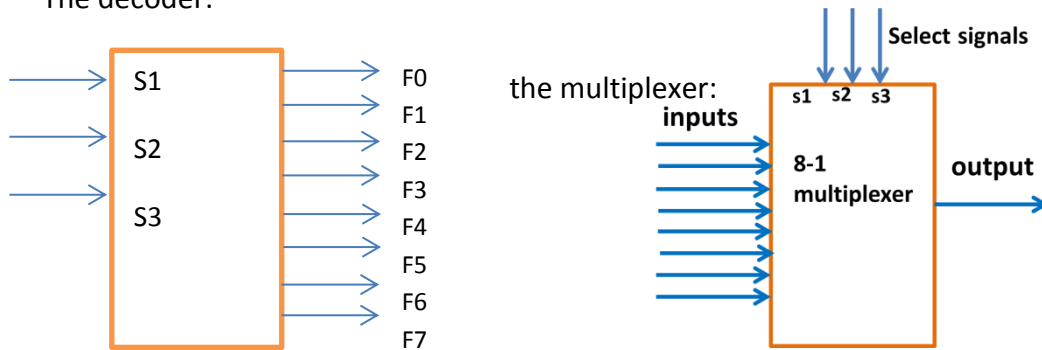 The decoder:
S1
S2
S3
F0
F1
F2
F3
F4
F5
F6
F7
the multiplexer:
Select signals
s1 s2 s3
inputs
8-1
multiplexer
output